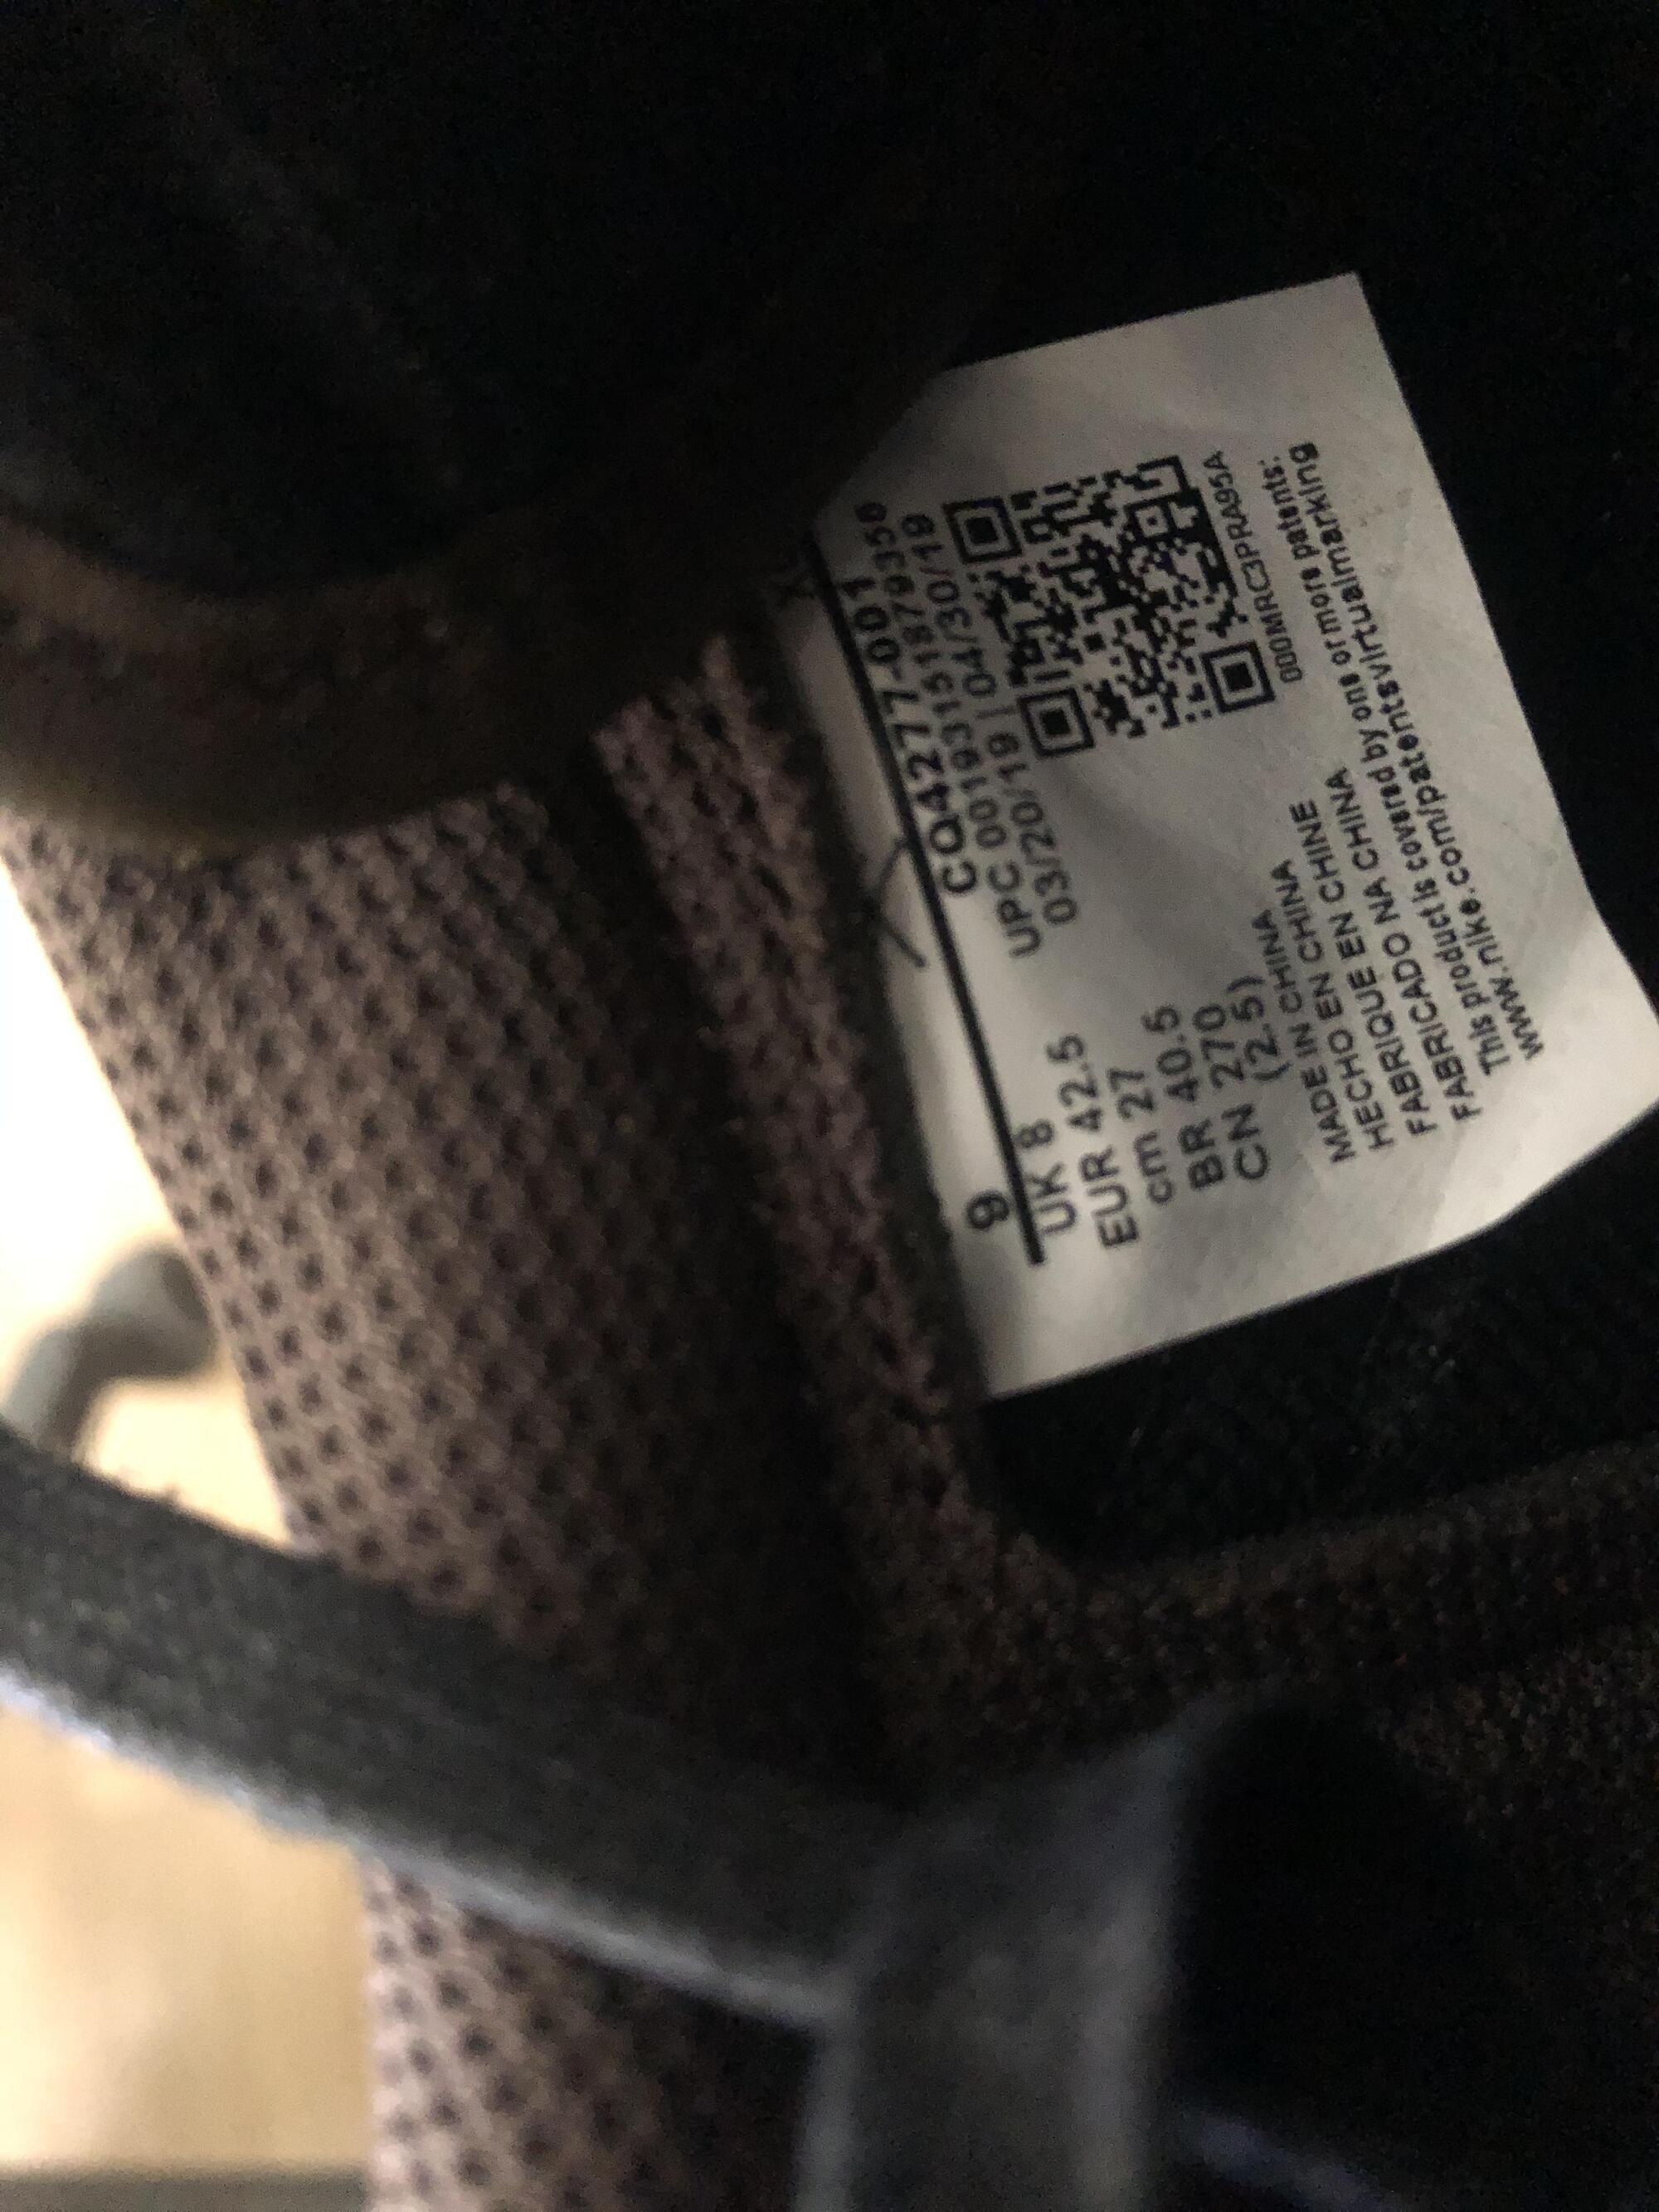 9
UK 8
EUR 42.5
cm 27
BR 40.5
CN 270
(2.5)
CQ4277-001
UPC 00193151879356
03/20/19 | 04/30/19
000MRC3PRA95A
MADE IN CHINA
HECHO EN CHINE
FABRIQUE EN CHINA
FABRICADO NA CHINA
This product is covered by one or more patents:
www.nike.com/patentsvirtualmarking